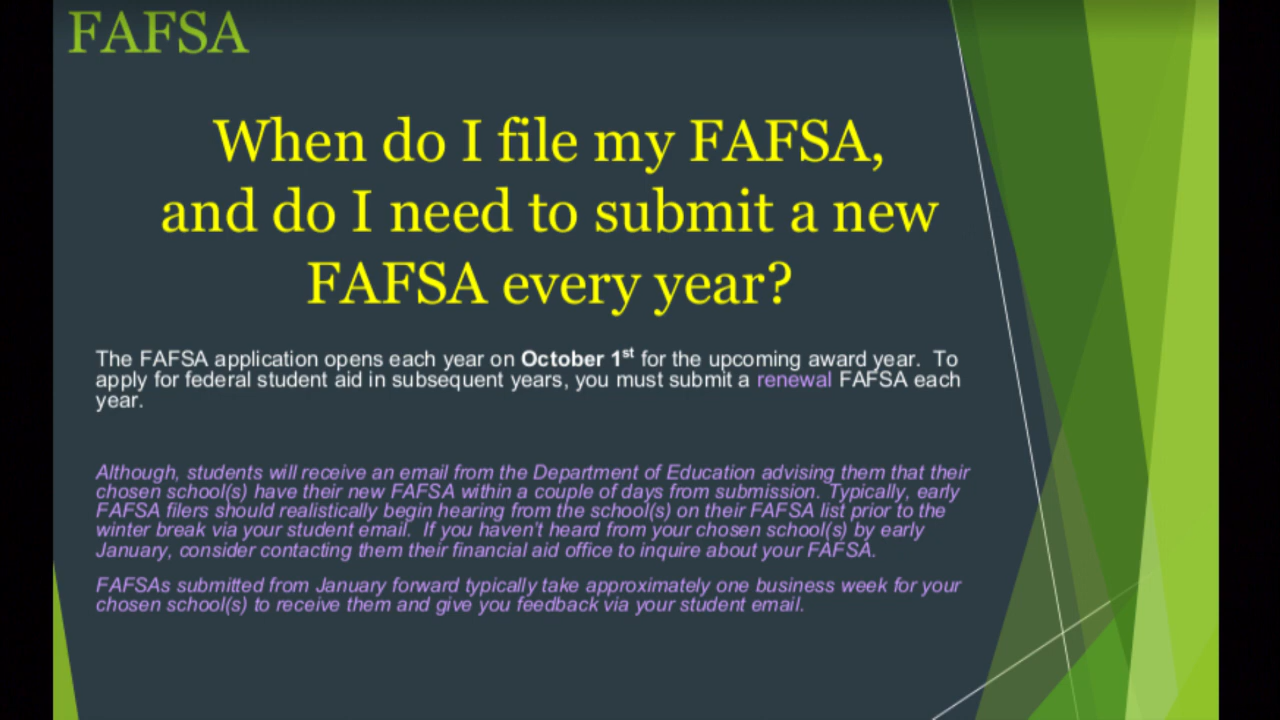 FAFSA
When do I file my FAFSA,
and do I need to submit a new
FAFSA every year?
The FAFSA application opens each year on October 1st for the upcoming award year. To
apply for federal student aid in subsequent years, you must submit a renewal FAFSA each
year.
Although, students will receive an email from the Department of Education advising them that their
chosen school(s) have their new FAFSA within a couple of days from submission. Typically, early
FAFSA filers should realistically begin hearing from the school(s) on their FAFSA list prior to the
winter break via your student email. If you haven't heard from your chosen school(s) by early
January, consider contacting them their financial aid office to inquire about your FAFSA.
FAFSAs submitted from January forward typically take approximately one business week for your
chosen school(s) to receive them and give you feedback via your student email.